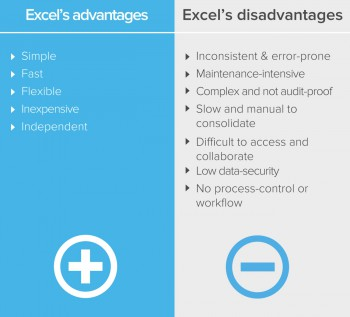 Excel's advantages
Simple
Fast
Flexible
Inexpensive
Independent
Excel's disadvantages
Inconsistent & error-prone
Maintenance-intensive
Complex and not audit-proof
Slow and manual to
consolidate
Difficult to access and
collaborate
Low data-security
No process-control or
workflow